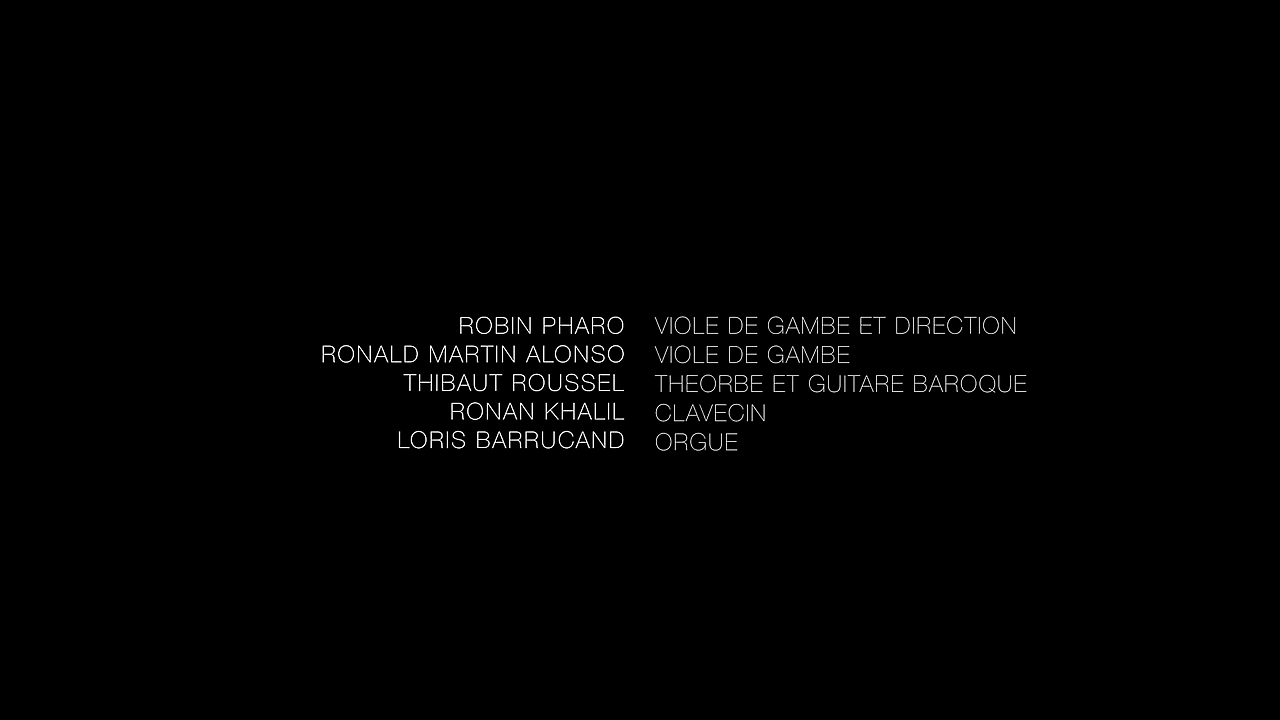 ROBIN PHARO VIOLE DE GAMBE ET DIRECTION
RONALD MARTIN ALONSO VIOLE DE GAMBE
THIBAUT ROUSSEL THEORBE ET GUITARE BAROQUE
RONAN KHALIL CLAVECIN
LORIS BARRUCAND ORGUE